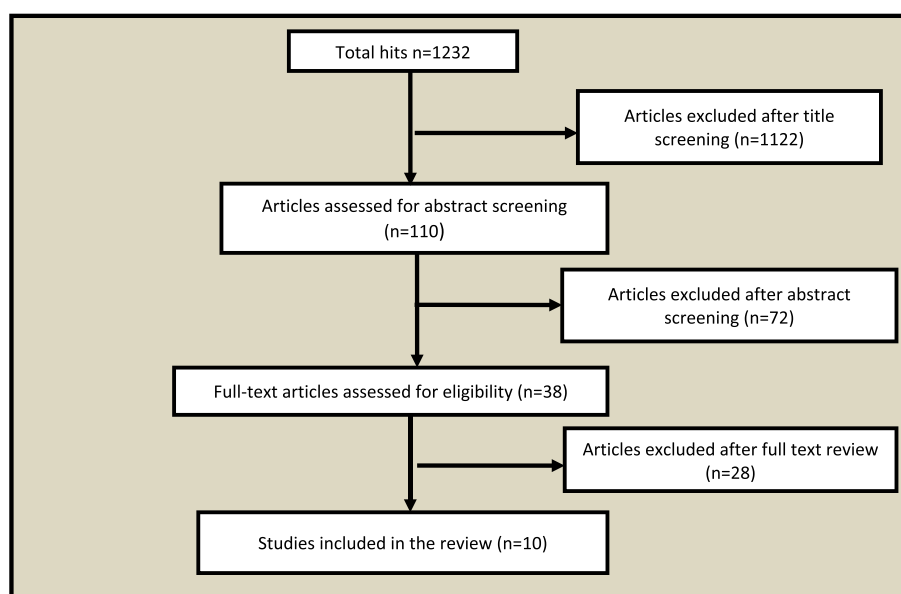 Total hits n=1232
Articles excluded after title
screening (n=1122)
Articles assessed for abstract screening
(n=110)
Articles excluded after abstract
screening (n=72)
Full-text articles assessed for eligibility (n=38)
Articles excluded after full text review
(n=28)
Studies included in the review (n=10)